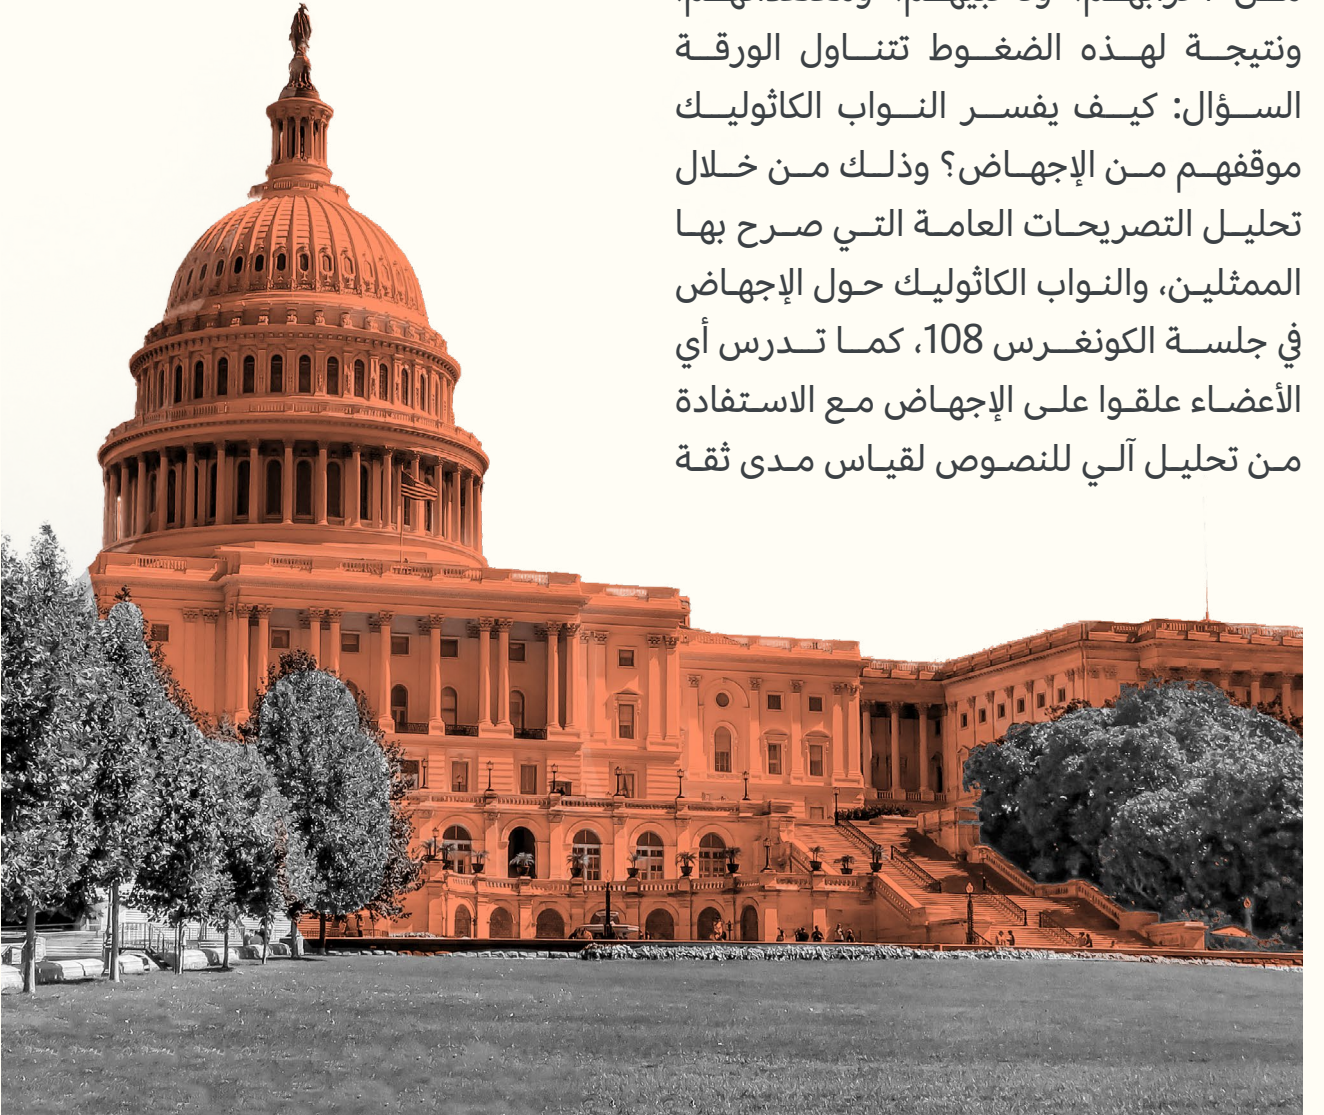 ونتيجة لهذه الضغوط تتناول الورقة
السؤال: كيف يفسر النواب الكاثوليك
موقفهم من الإجهاض؟ وذلك من خلال
تحليل التصريحات العامة التي صرح بها
الممثلين، والنواب الكاثوليك حول الإجهاض
في جلسة الكونغرس 108، كما تدرس أي
الأعضاء علقوا على الإجهاض مع الاستفادة
من تحليل آلي للنصوص لقياس مدى ثقة